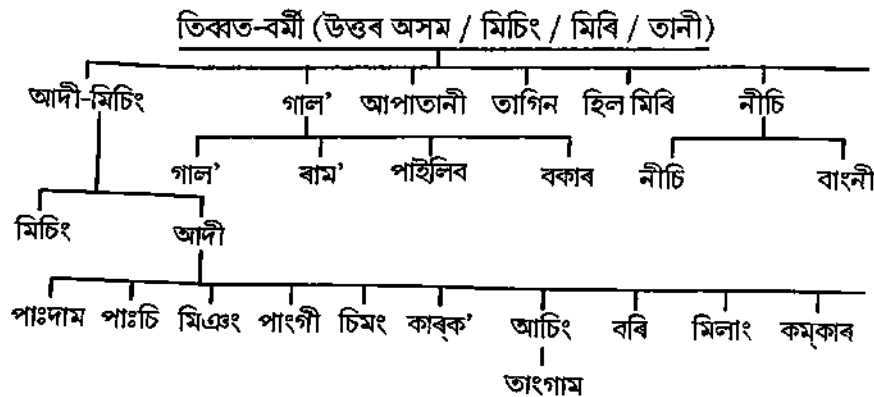 তিব্বত-বৰ্মী (উত্তৰ অসম / মিচিং / মিৰি / তানী)
আদী-মিচিং গাল’ আপাতানী তাগিন হিল মিৰি নীচি
গাল’ ৰাম’ পাইলিব বকাৰ নীচি বাংনী
মিচিং আদী
পাঃদাম পাঃচি মিঞং পাংগী চিমং কাৰ্ক’ আচিং বৰি মিলাং কম্কাৰ
তাংগাম